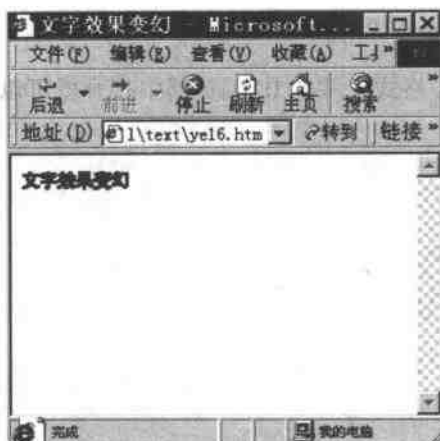 文字效果变幻 - Microsoft...
文件(F) 编辑(E) 查看(V) 收藏(A) 工
后退 前进 停止 刷新 主页 搜索
地址(D) 1\text\ye16.htm 转到 链接
文字效果变幻
完成 我的电脑